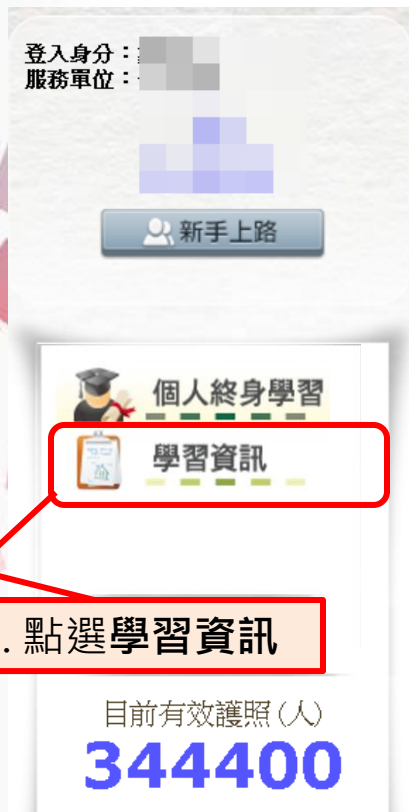 登入身分：
服務單位：
新手上路
個人終身學習
學習資訊
. 點選學習資訊
目前有效護照(人)
344400